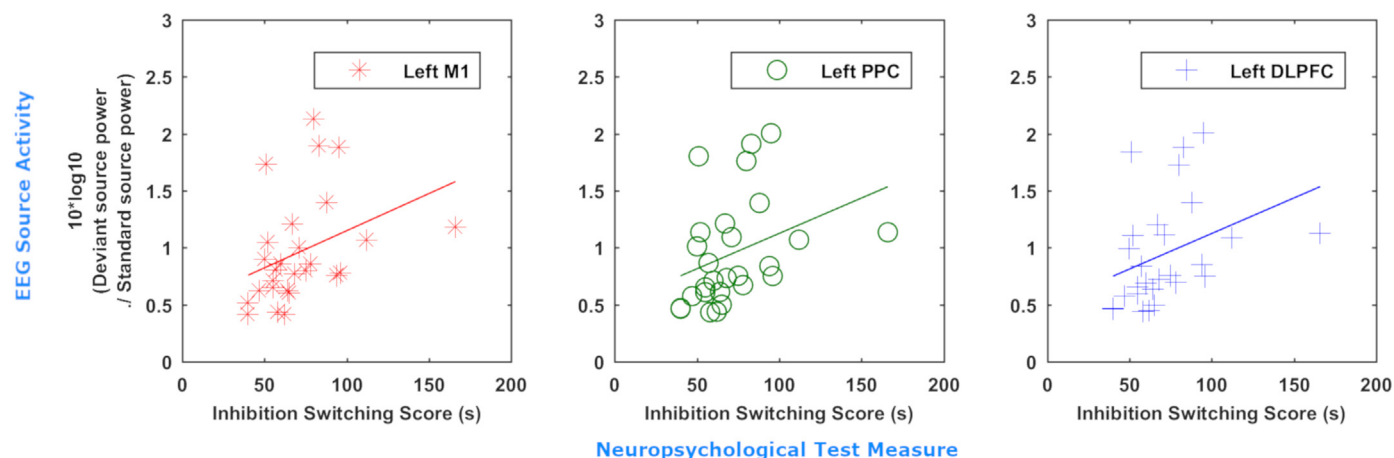 EEG Source Activity
10*log10
(Deviant source power
./ Standard source power)
3
2.5
2
1.5
1
0.5
0
Left M1
0 50 100 150 200
Inhibition Switching Score (s)
3
2.5
2
1.5
1
0.5
0
Left PPC
0 50 100 150 200
Inhibition Switching Score (s)
3
2.5
2
1.5
1
0.5
0
Left DLPFC
0 50 100 150 200
Inhibition Switching Score (s)
Neuropsychological Test Measure